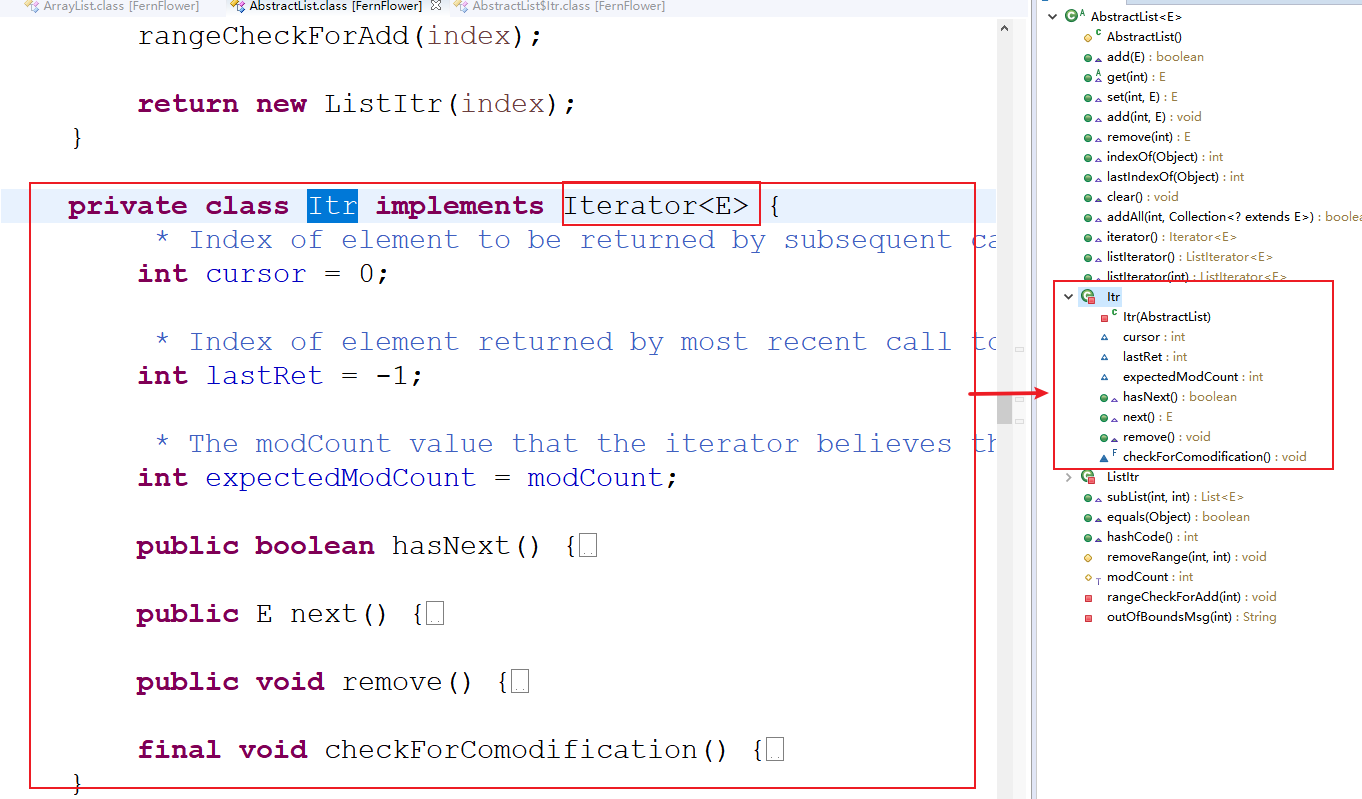 ArrayList.class [FernFlower] AbstractList.class [FernFlower] AbstractList$Itr.class [FernFlower]
rangeCheckForAdd(index);
return new ListItr(index);
}
private class Itr implements Iterator<E> {
* Index of element to be returned by subsequent
int cursor = 0;
* Index of element returned by most recent call
int lastRet = -1;
* The modCount value that the iterator believes
int expectedModCount = modCount;
public boolean hasNext() {..
public E next() {..
public void remove() {..
final void checkForComodification() {..
}
AbstractList<E>
AbstractList()
add(E) : boolean
get(int) : E
set(int, E) : E
add(int, E) : void
remove(int) : E
indexOf(Object) : int
lastIndexOf(Object) : int
clear() : void
addAll(int, Collection<? extends E>) :
iterator() : Iterator<E>
listIterator() : ListIterator<E>
listIterator(int) : ListIterator<E>
Itr
Itr(AbstractList)
cursor : int
lastRet : int
expectedModCount : int
hasNext() : boolean
next() : E
remove() : void
checkForComodification() : void
ListItr
subList(int, int) : List<E>
equals(Object) : boolean
hashCode() : int
removeRange(int, int) : void
modCount : int
rangeCheckForAdd(int) : void
outOfBoundsMsg(int) : String